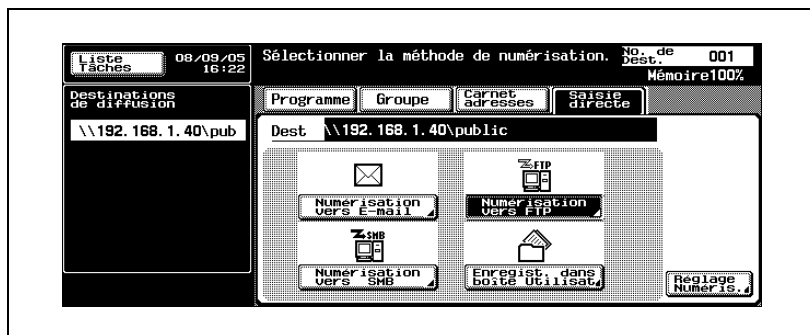 Liste
Tâches
08/09/05
16:22
Sélectionner la méthode de numérisation.
No. de
Dest.
001
Mémoire100%
Destinations
de diffusion
\\192.168.1.40\pub
Programme
Groupe
Carnet
adresses
Saisie
directe
Dest \\192.168.1.40\public
Numérisation
vers E-mail
FTP
Numérisation
vers FTP
SMB
Numérisation
vers SMB
Enregist. dans
boîte Utilisat.
Réglage
Numéris.